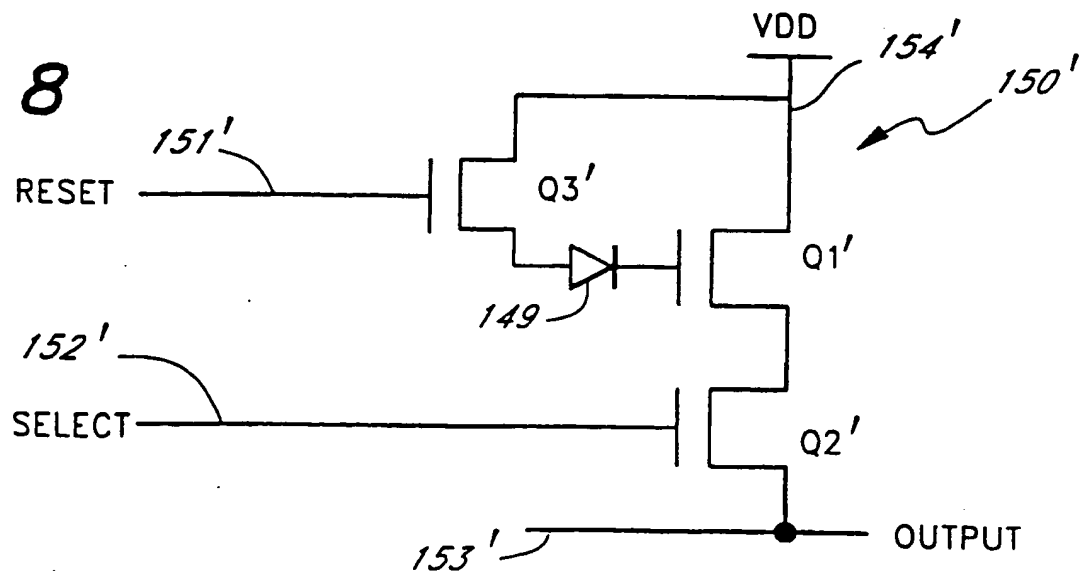 8
VDD
154'
150'
151'
RESET
Q3'
Q1'
149
152'
SELECT
Q2'
153'
OUTPUT